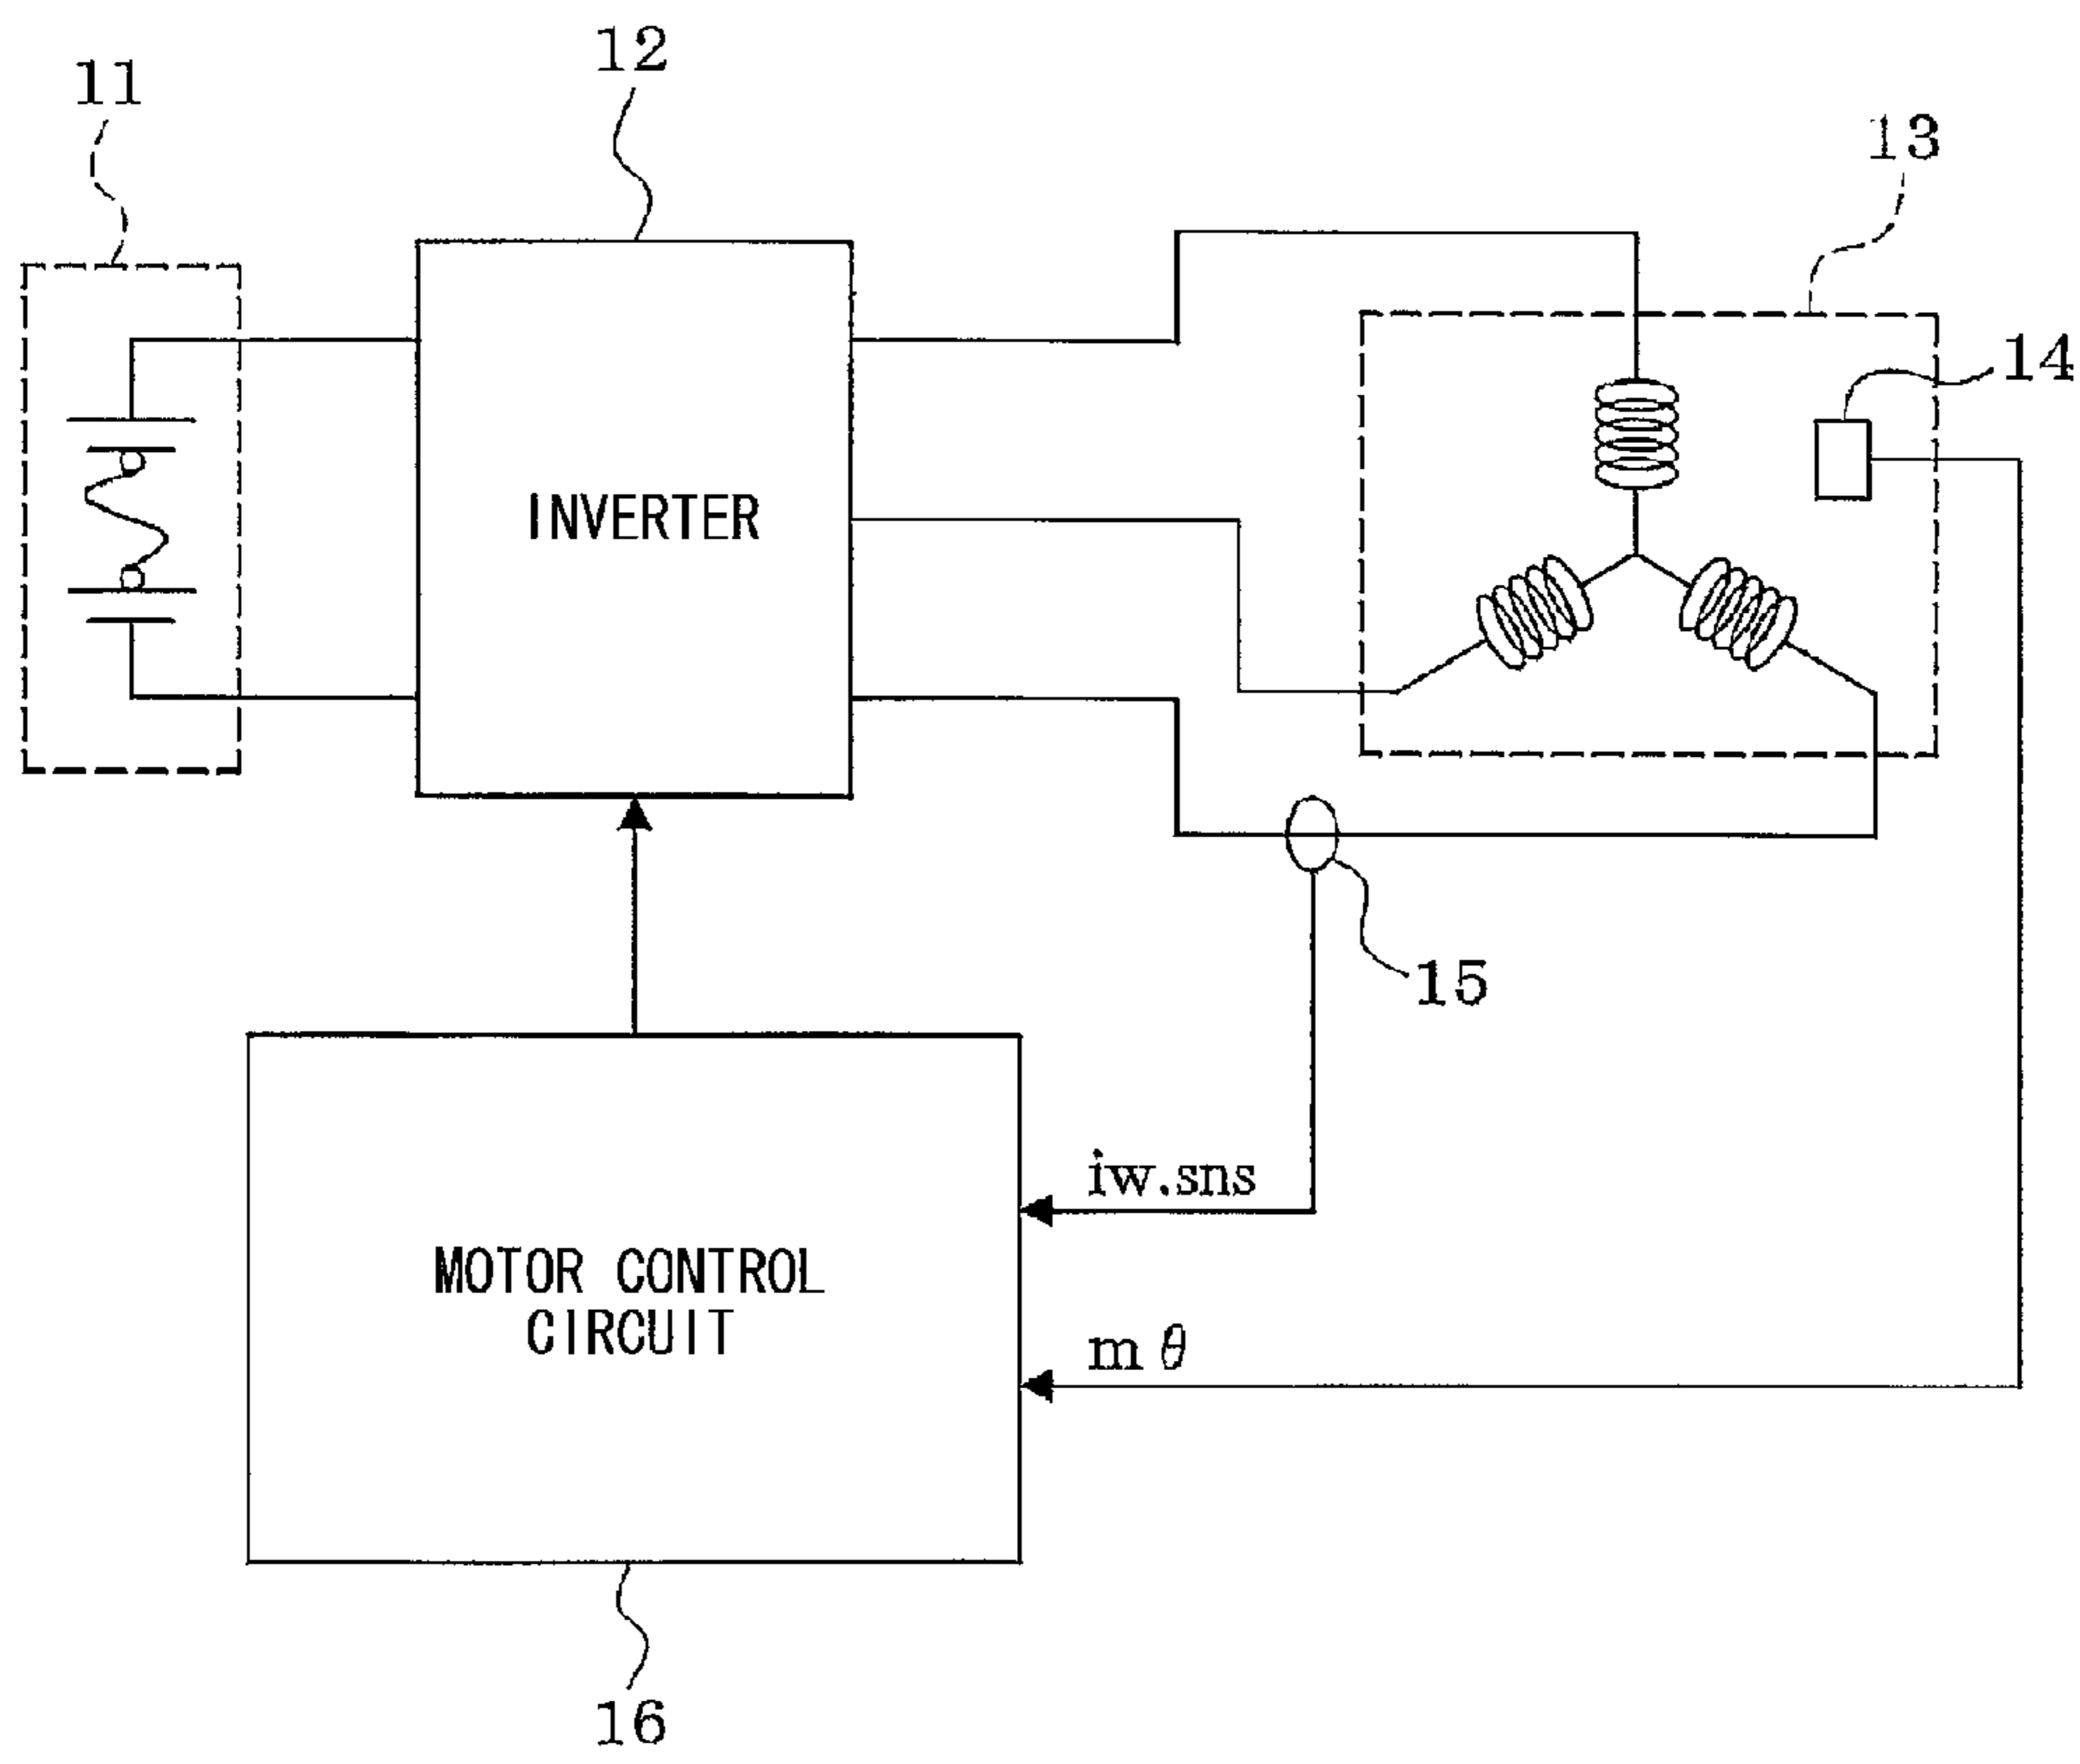 12
11
13
14
INVERTER
15
iw.sns
MOTOR CONTROL
CIRCUIT
m θ
16